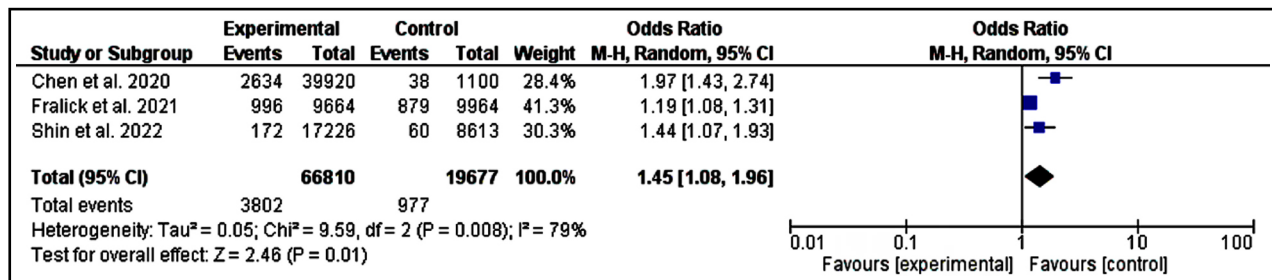 Experimental Control Odds Ratio Odds Ratio
Study or Subgroup Events Total Events Total Weight M-H, Random, 95% CI M-H, Random, 95% CI
Chen et al. 2020 2634 39920 38 1100 28.4% 1.97 [1.43, 2.74]
Fralick et al. 2021 996 9664 879 9964 41.3% 1.19 [1.08, 1.31]
Shin et al. 2022 172 17226 60 8613 30.3% 1.44 [1.07, 1.93]
Total (95% CI) 66810 19677 100.0% 1.45 [1.08, 1.96]
Total events 3802 977
Heterogeneity: Tau² = 0.05; Chi² = 9.59, df = 2 (P = 0.008); I² = 79%
Test for overall effect: Z = 2.46 (P = 0.01)
0.01 0.1 1 10 100
Favours [experimental] Favours [control]